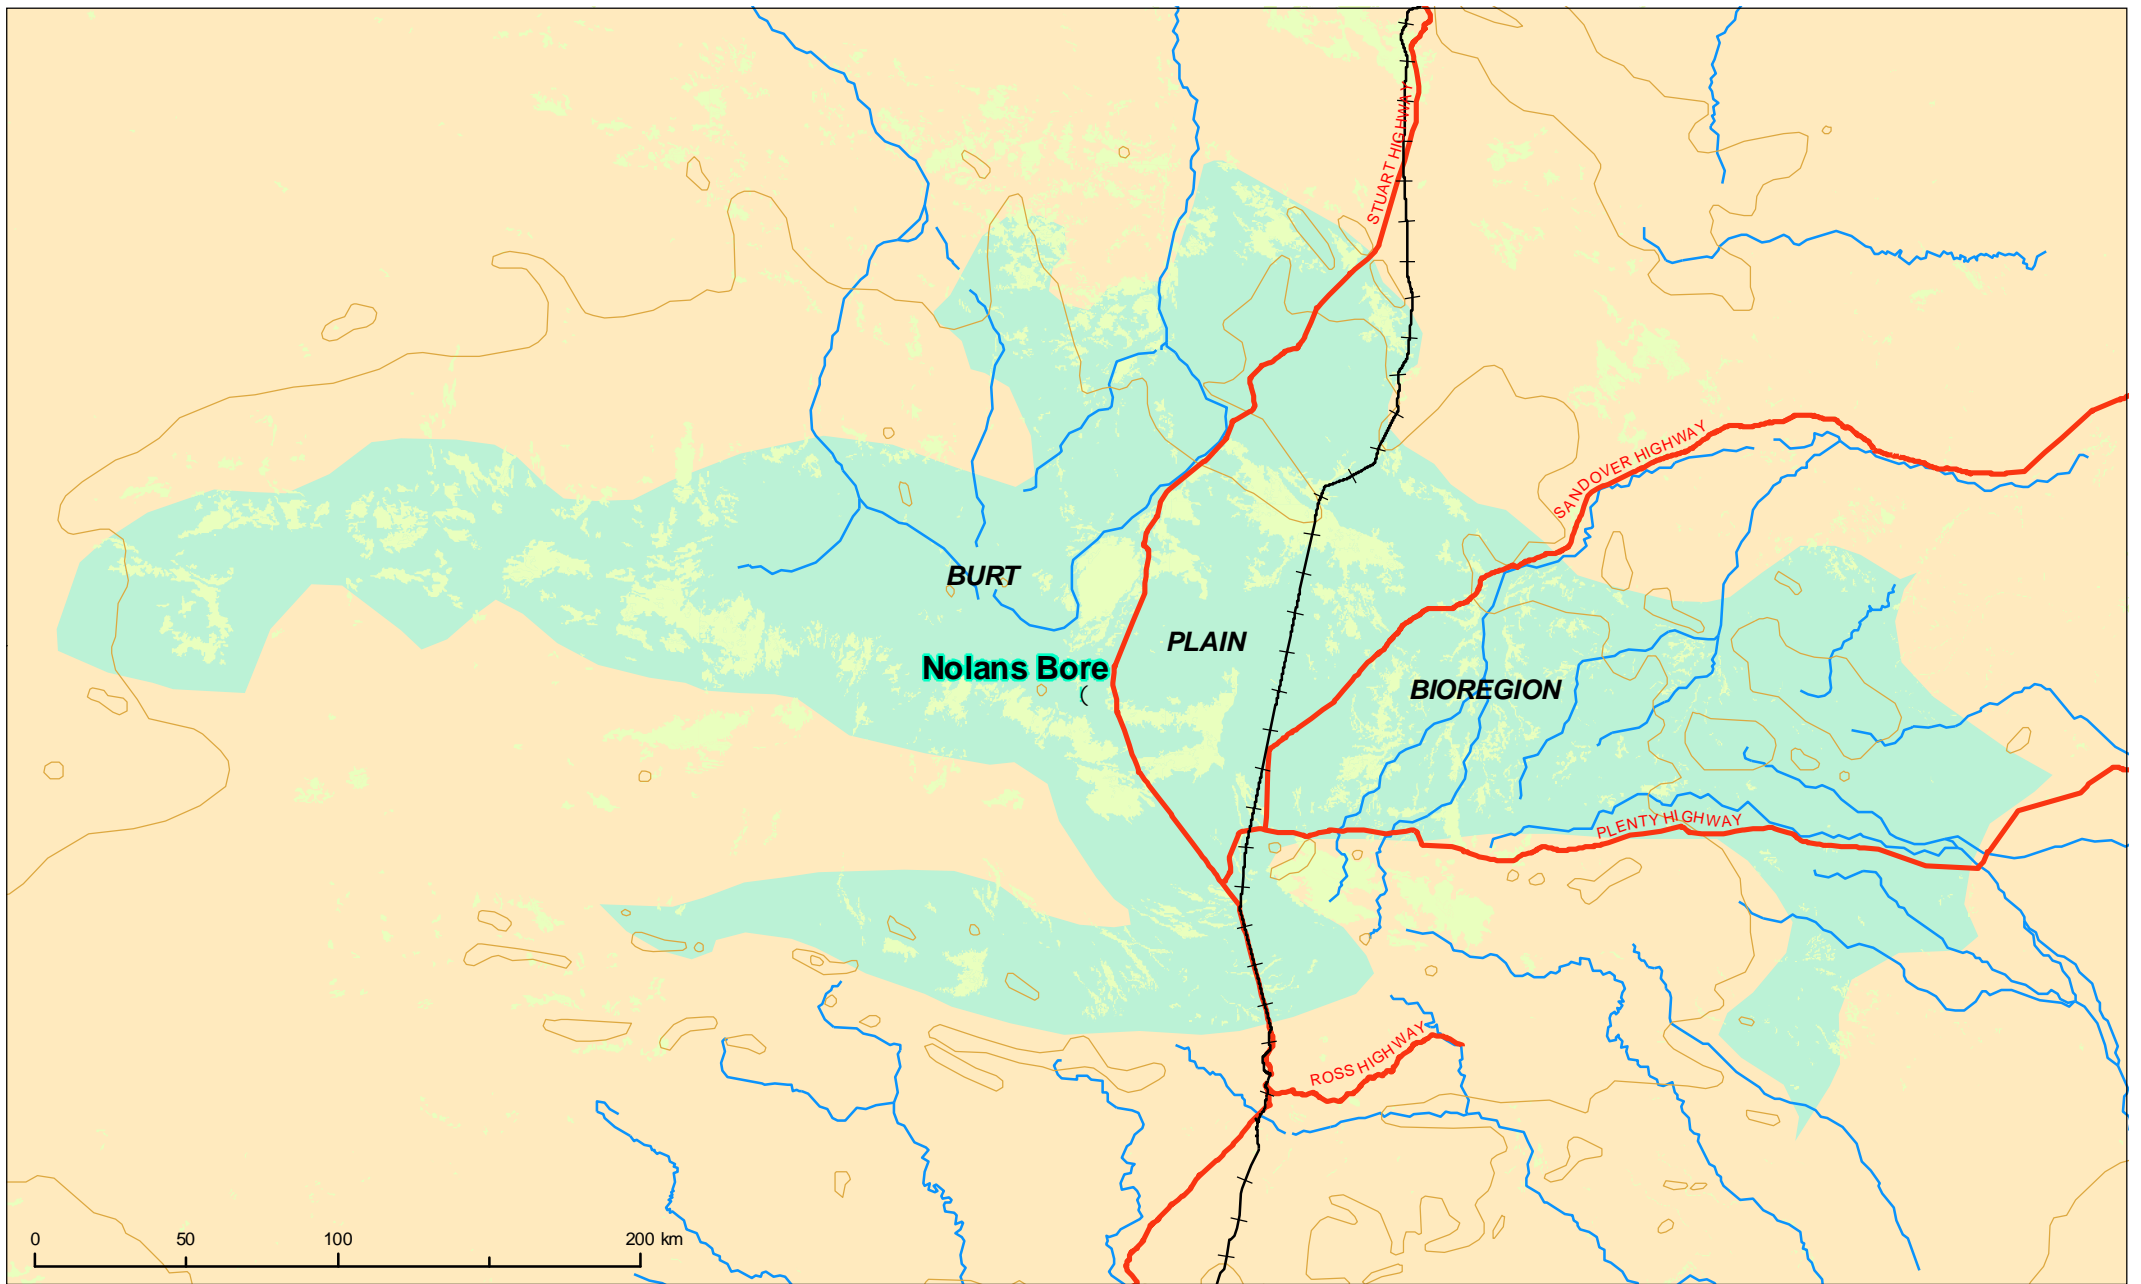 STUART HIGHWAY
SANDOVER HIGHWAY
BURT
PLAIN
Nolans Bore
BIOREGION
PLENTY HIGHWAY
ROSS HIGHWAY
0 50 100 200 km